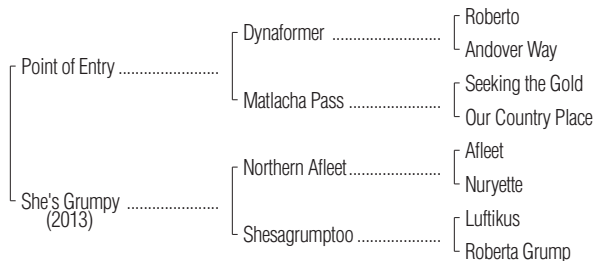 Roberto
Dynaformer
Andover Way
Point of Entry
Seeking the Gold
Matlacha Pass
Our Country Place
Afleet
Northern Afleet
Nuryette
She's Grumpy
(2013)
Luftikus
Shesagrumptoo
Roberta Grump